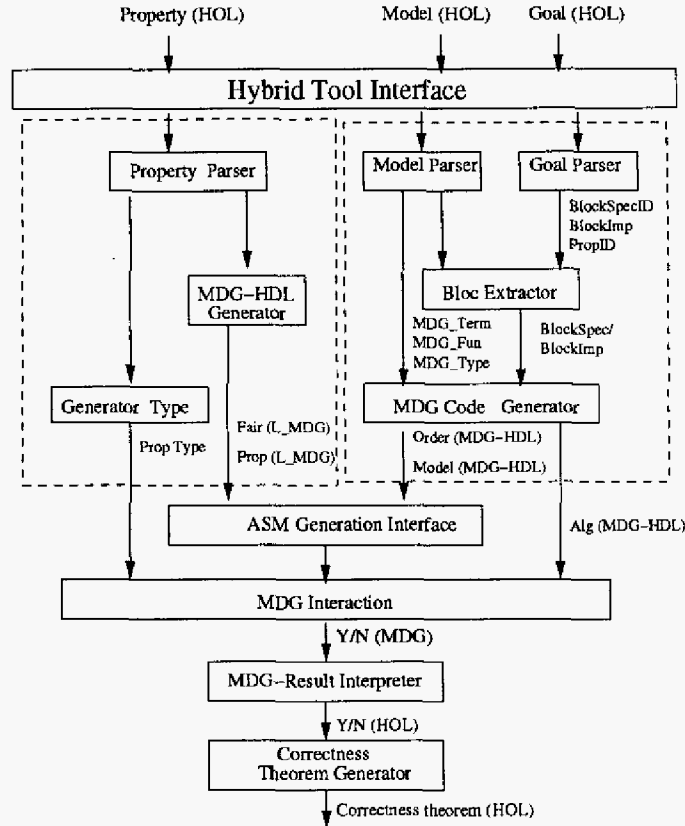 Property (HOL)
Model (HOL)
Goal (HOL)
Hybrid Tool Interface
Property Parser
Model Parser
Goal Parser
BlockSpecID
BlockImp
PropID
MDG-HDL
Generator
Bloc Extractor
MDG_Term
MDG_Fun
MDG_Type
BlockSpec/
BlockImp
Generator Type
MDG Code Generator
Prop Type
Fair (L_MDG)
Prop (L_MDG)
Order (MDG-HDL)
Model (MDG-HDL)
ASM Generation Interface
Alg (MDG-HDL)
MDG Interaction
Y/N (MDG)
MDG-Result Interpreter
Y/N (HOL)
Correctness
Theorem Generator
Correctness theorem (HOL)